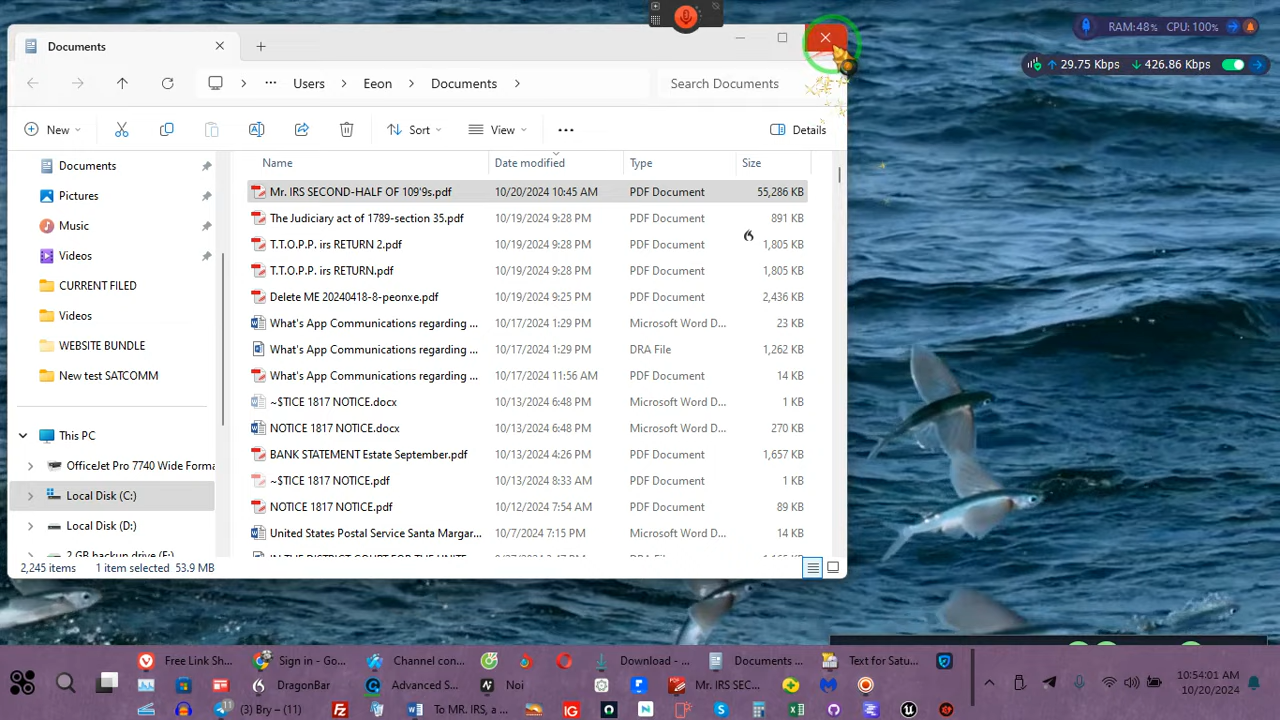 RAM:48% CPU: 100%
29.75 Kbps 426.86 Kbps
Documents
Users Eeon Documents Search Documents
New Sort View Details
Name Date modified Type Size
Mr. IRS SECOND-HALF OF 109'9s.pdf 10/20/2024 10:45 AM PDF Document 55,286 KB
The Judiciary act of 1789-section 35.pdf 10/19/2024 9:28 PM PDF Document 891 KB
T.T.O.P.P. irs RETURN 2.pdf 10/19/2024 9:28 PM PDF Document 1,805 KB
T.T.O.P.P. irs RETURN.pdf 10/19/2024 9:28 PM PDF Document 1,805 KB
Delete ME 20240418-8-peonxe.pdf 10/19/2024 9:25 PM PDF Document 2,436 KB
What's App Communications regarding ... 10/17/2024 1:29 PM Microsoft Word D... 23 KB
What's App Communications regarding ... 10/17/2024 1:29 PM DRA File 1,262 KB
What's App Communications regarding ... 10/17/2024 11:56 AM PDF Document 14 KB
~$TICE 1817 NOTICE.docx 10/13/2024 6:48 PM Microsoft Word D... 1 KB
NOTICE 1817 NOTICE.docx 10/13/2024 6:48 PM Microsoft Word D... 270 KB
BANK STATEMENT Estate September.pdf 10/13/2024 4:26 PM PDF Document 1,657 KB
~$TICE 1817 NOTICE.pdf 10/13/2024 8:33 AM PDF Document 1 KB
NOTICE 1817 NOTICE.pdf 10/12/2024 7:54 AM PDF Document 89 KB
United States Postal Service Santa Margar... 10/7/2024 7:15 PM Microsoft Word D... 14 KB
Documents
Pictures
Music
Videos
CURRENT FILED
Videos
WEBSITE BUNDLE
New test SATCOMM
This PC
OfficeJet Pro 7740 Wide Forma
Local Disk (C:)
Local Disk (D:)
2 GB backup drive (E:)
2,245 items 1 item selected 53.9 MB
Free Link Sh... Sign in - Go... Channel con... Download - ... Documents ... Text for Satu...
DragonBar Advanced S... Noi Mr. IRS SEC...
(3) Bry – (11) To MR. IRS, a ...
10:54:01 AM
10/20/2024